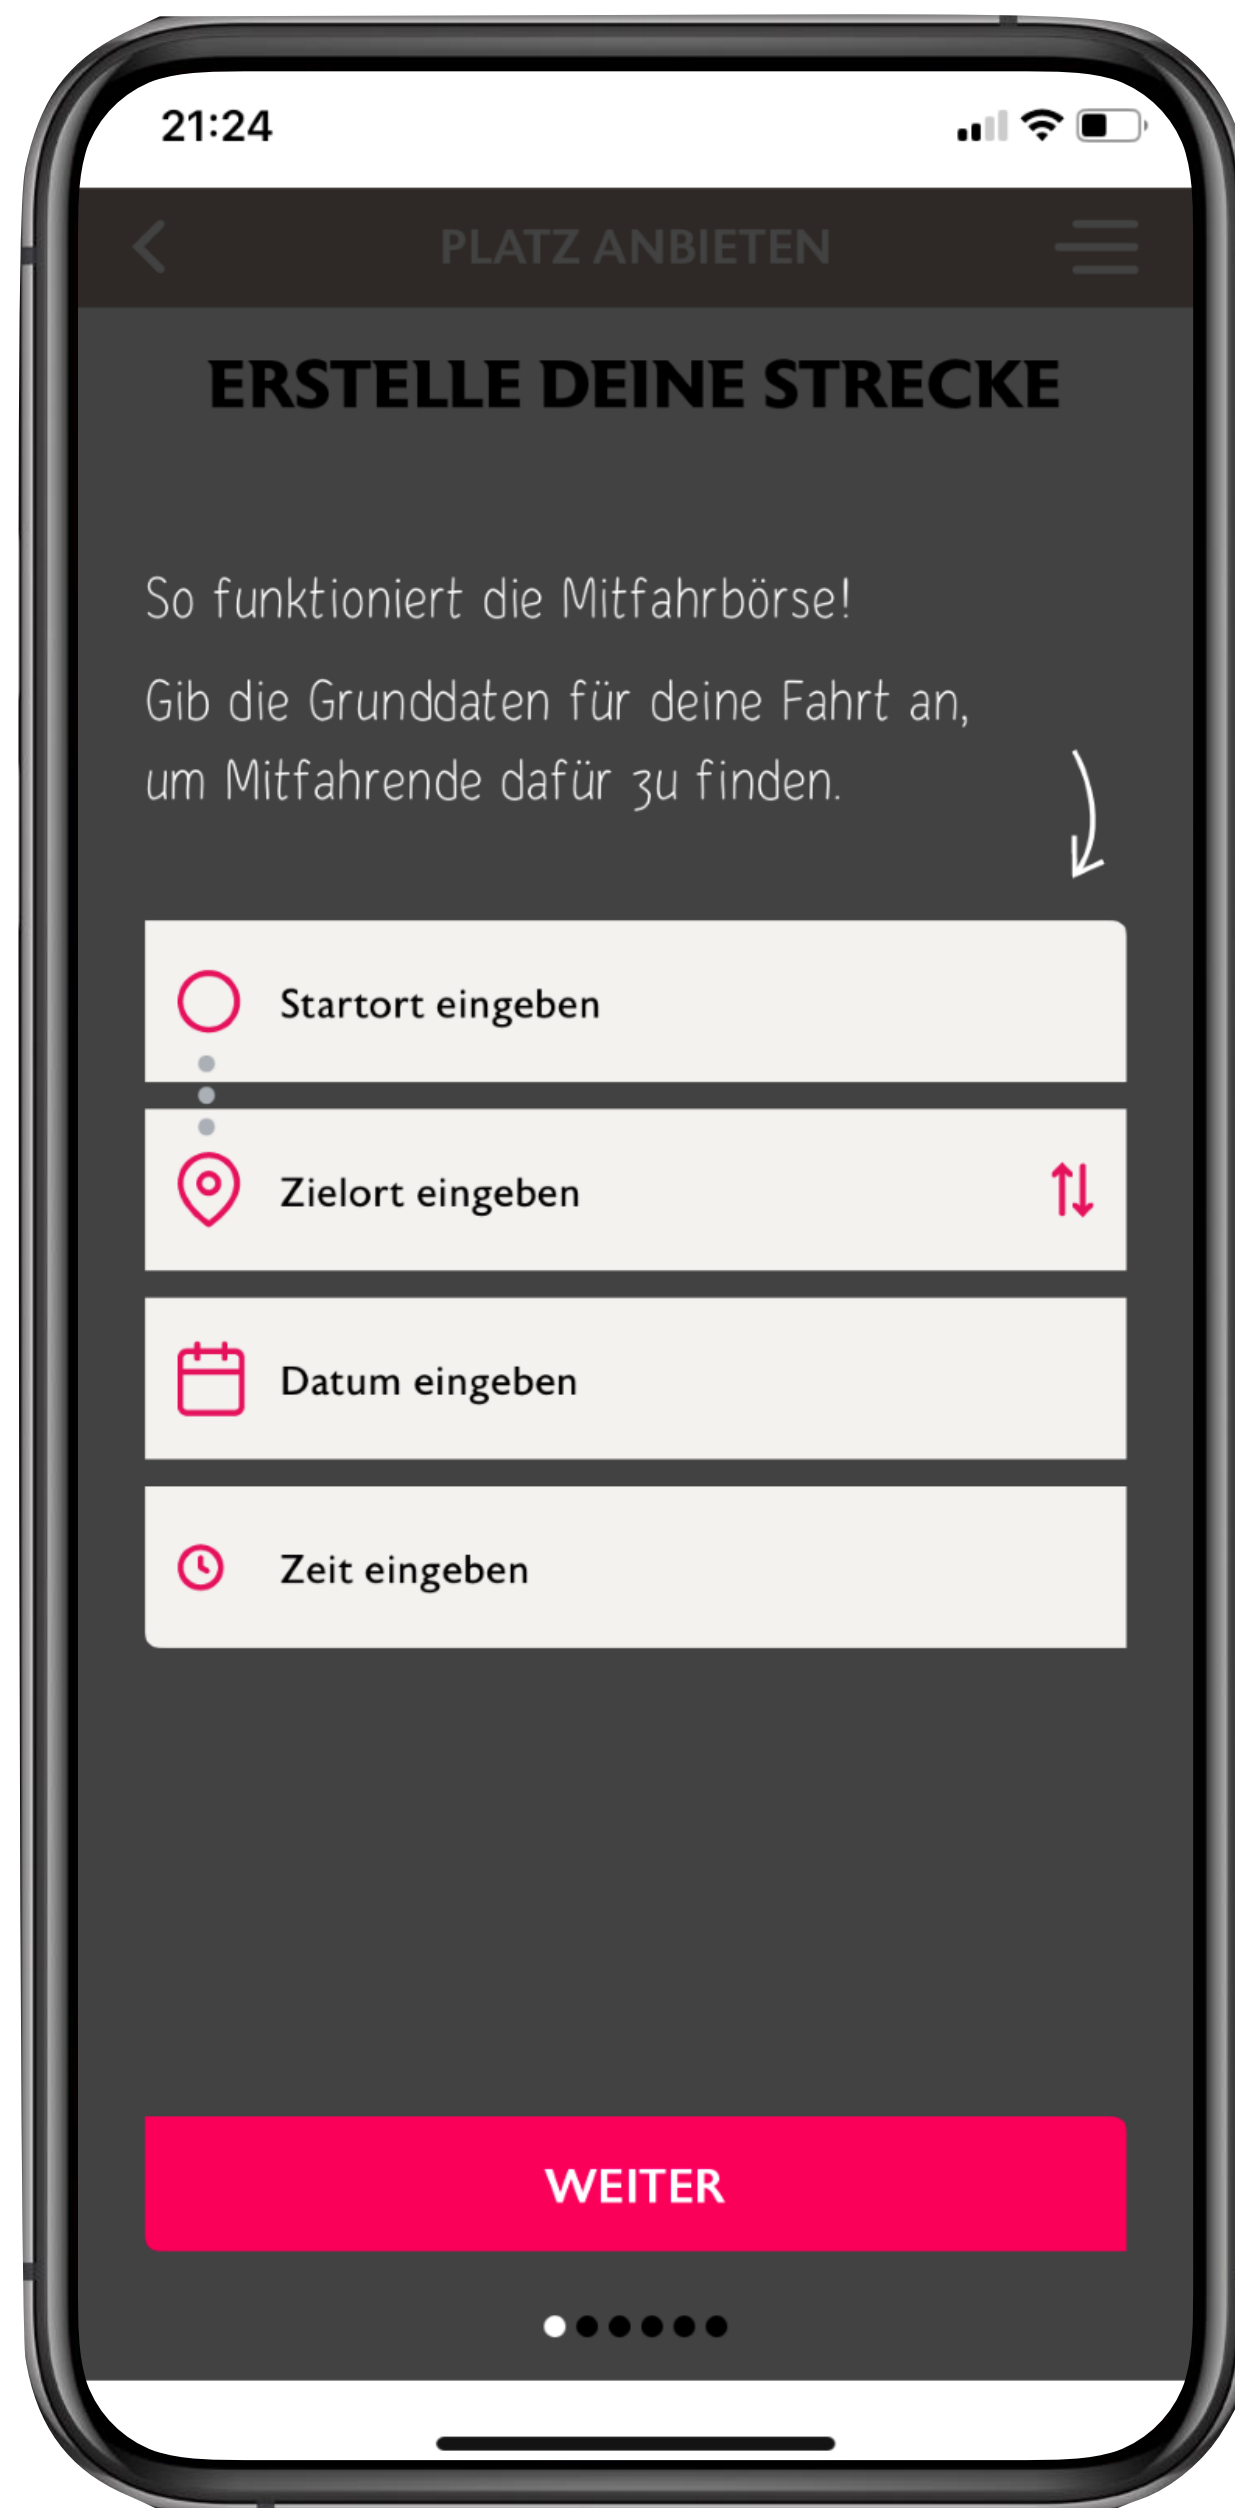 21:24
PLATZ ANBIETEN
ERSTELLE DEINE STRECKE
So funktioniert die Mitfahrbörse!
Gib die Grunddaten für deine Fahrt an,
um Mitfahrende dafür zu finden.
Startort eingeben
Zielort eingeben
Datum eingeben
Zeit eingeben
WEITER